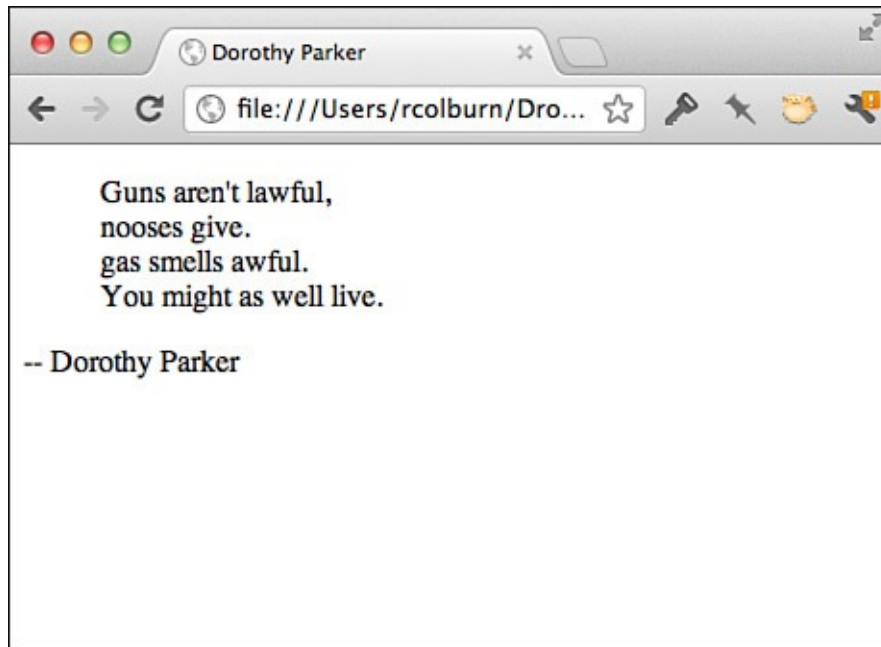 Dorothy Parker
file:///Users/rcolburn/Dro...
Guns aren't lawful,
nooses give.
gas smells awful.
You might as well live.
-- Dorothy Parker